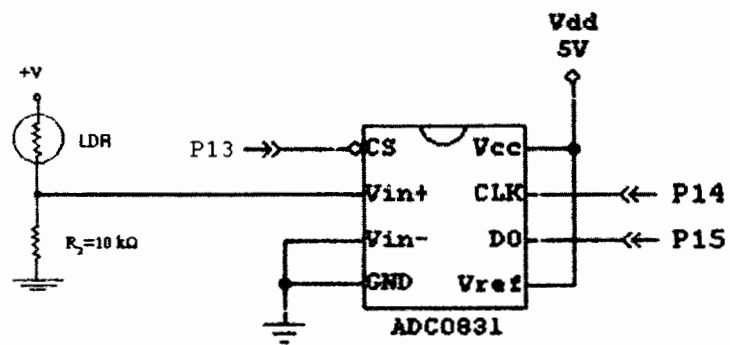 Vdd
5V
+V
LDR
P13
CS
Vcc
Vin+
CLK
P14
R2=10 kΩ
Vin-
DO
P15
GND
Vref
ADC0831